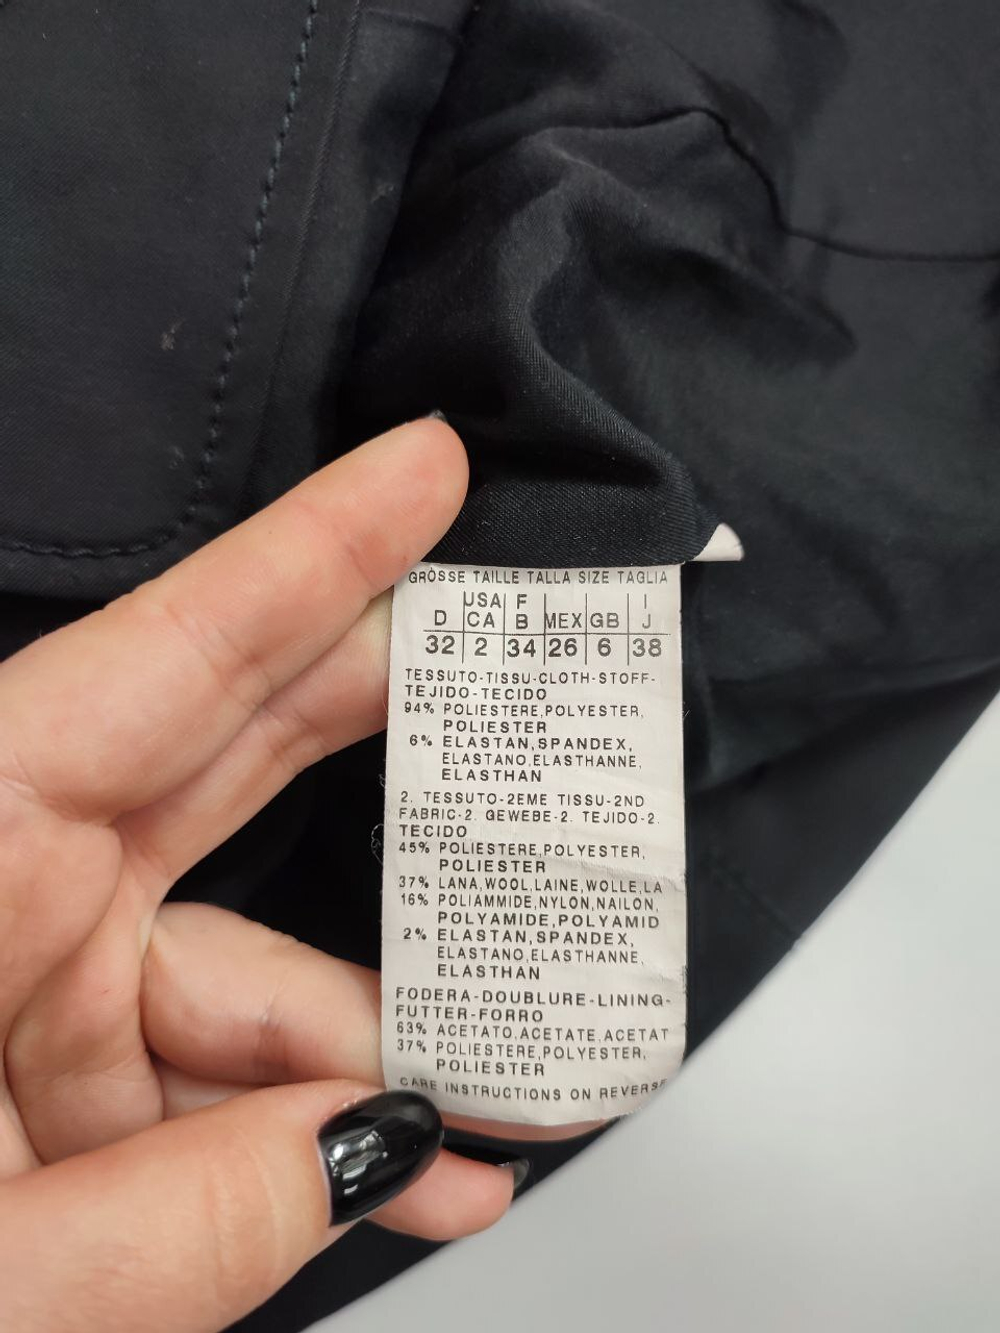 GRÖSSE TAILLE TALLA SIZE TAGLIA
USA F I
D CA B MEX GB J
32 2 34 26 6 38
TESSUTO-TISSU-CLOTH-STOFF-
TEJIDO-TECIDO
94% POLIESTERE,POLYESTER,
POLIESTER
6% ELASTAN,SPANDEX,
ELASTANO,ELASTHANNE,
ELASTHAN
2. TESSUTO-2EME TISSU-2ND
FABRIC-2. GEWEBE-2. TEJIDO-2.
TECIDO
45% POLIESTERE,POLYESTER,
POLIESTER
37% LANA,WOOL,LAINE,WOLLE,LA
16% POLIAMMIDE,NYLON,NAILON,
POLYAMIDE,POLYAMID
2% ELASTAN,SPANDEX,
ELASTANO,ELASTHANNE,
ELASTHAN
FODERA-DOUBLURE-LINING-
FUTTER-FORRO
63% ACETATO,ACETATE,ACETAT
37% POLIESTERE,POLYESTER,
POLIESTER
CARE INSTRUCTIONS ON REVERSE